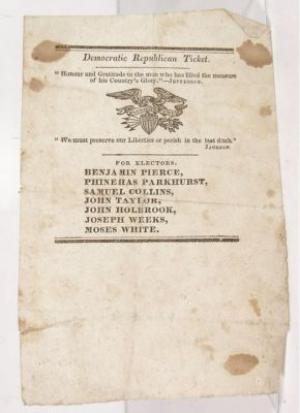 Democratic Republican Ticket.
"Honour and Gratitude to the man who has filled the measure
of his Country's Glory."—JEFFERSON.
"We must preserve our Liberties or perish in the last ditch."
JACKSON.
FOR ELECTORS.
BENJAMIN PIERCE,
PHINEHAS PARKHURST,
SAMUEL COLLINS,
JOHN TAYLOR,
JOHN HOLBROOK,
JOSEPH WEEKS,
MOSES WHITE.